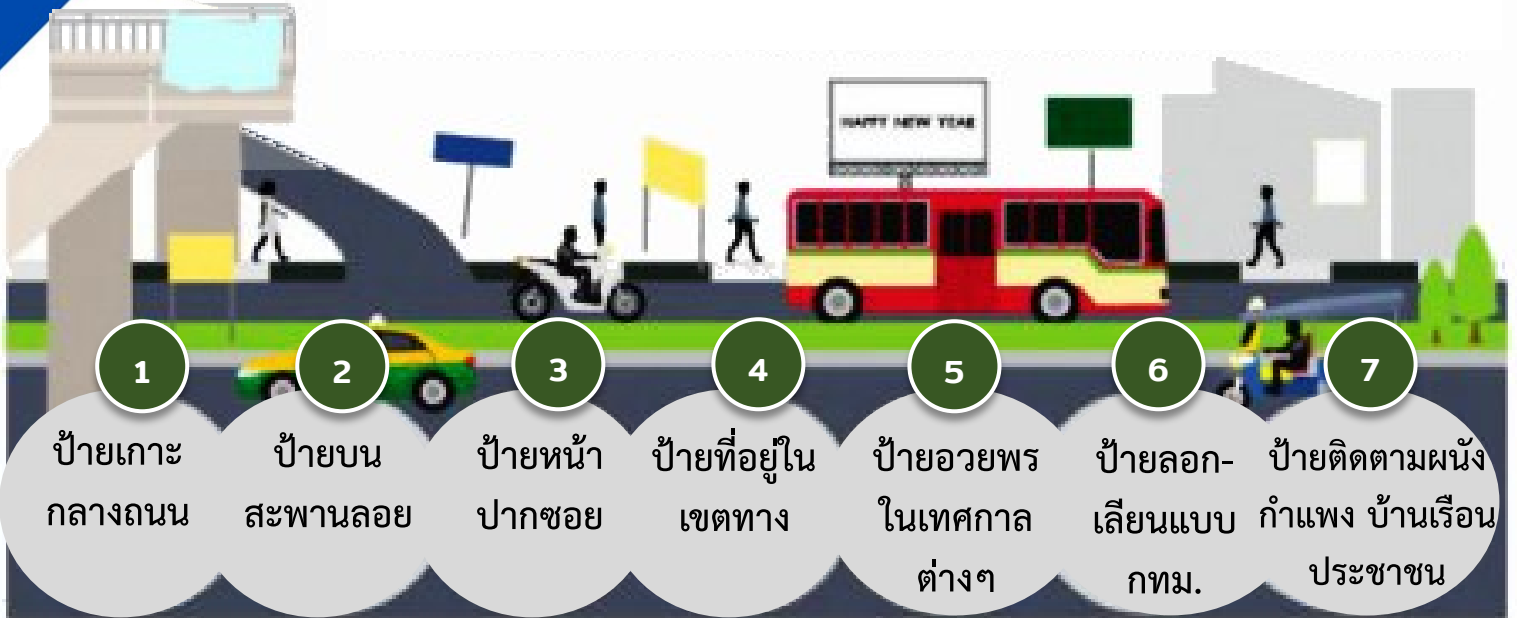 HAPPY NEW YEAR
1
ป้ายเกาะ
กลางถนน
2
ป้ายบน
สะพานลอย
3
ป้ายหน้า
ปากซอย
4
ป้ายที่อยู่ใน
เขตทาง
5
ป้ายอวยพร
ในเทศกาล
ต่างๆ
6
ป้ายลอก-
เลียนแบบ
กทม.
7
ป้ายติดตามผนัง
กำแพง บ้านเรือน
ประชาชน